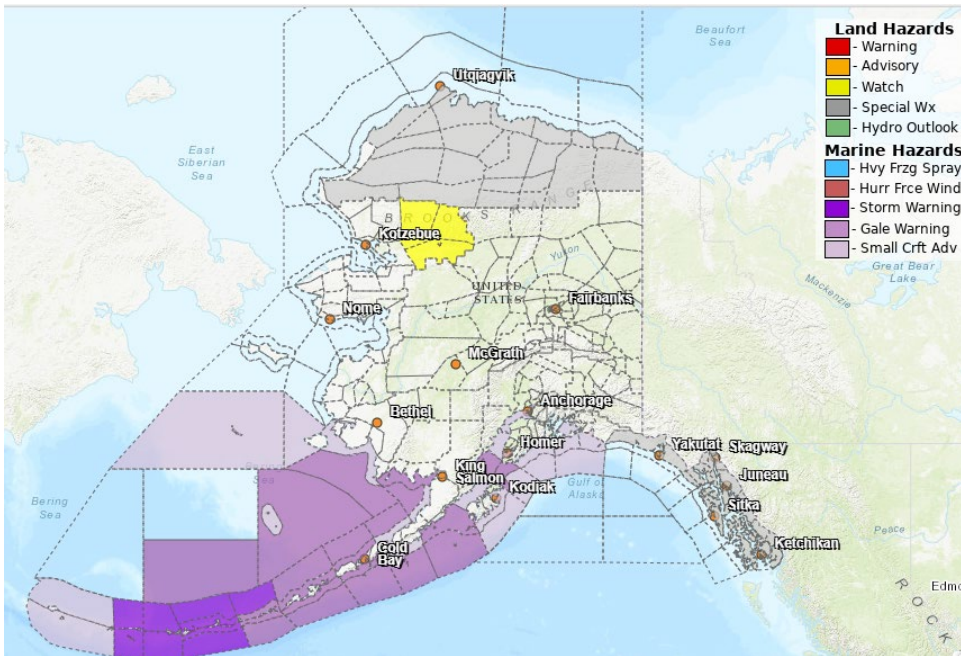 Beaufort
Sea
Land Hazards
- Warning
- Advisory
- Watch
- Special Wx
- Hydro Outlook
Marine Hazards
- Hvy Frzg Spray
- Hurr Frce Wind
- Storm Warning
- Gale Warning
- Small Crft Adv
Utqiagvik
East
Siberian
Sea
BROOKS RANGE
Kotzebue
Yukon
Great Bear
Lake
Mackenzie
UNITED
STATES
Fairbanks
Nome
McGrath
Anchorage
Bethel
Homer
Yakutat
Skagway
King
Salmon
Juneau
Kodiak
Gulf of
Alaska
Sitka
Bering
Sea
Sea
Peace
Cold
Bay
Ketchikan
Edmo
ROCK